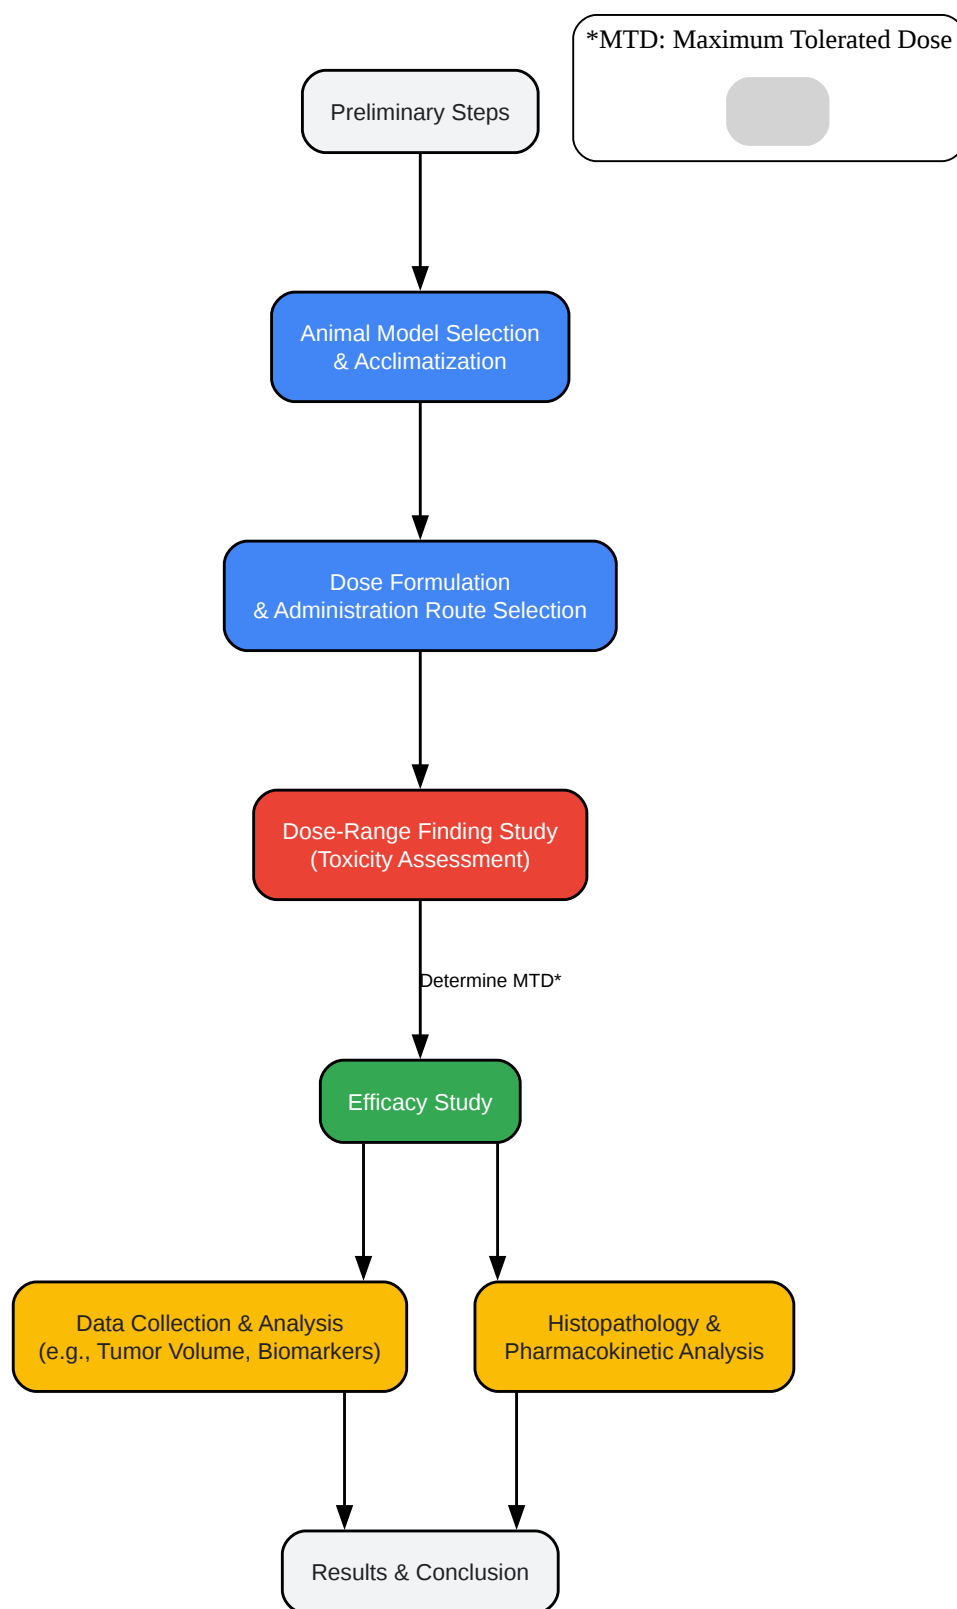 *MTD: Maximum Tolerated Dose
Preliminary Steps
Animal Model Selection
& Acclimatization
Dose Formulation
& Administration Route Selection
Dose-Range Finding Study
(Toxicity Assessment)
Determine MTD*
Efficacy Study
Data Collection & Analysis
(e.g., Tumor Volume, Biomarkers)
Histopathology &
Pharmacokinetic Analysis
Results & Conclusion